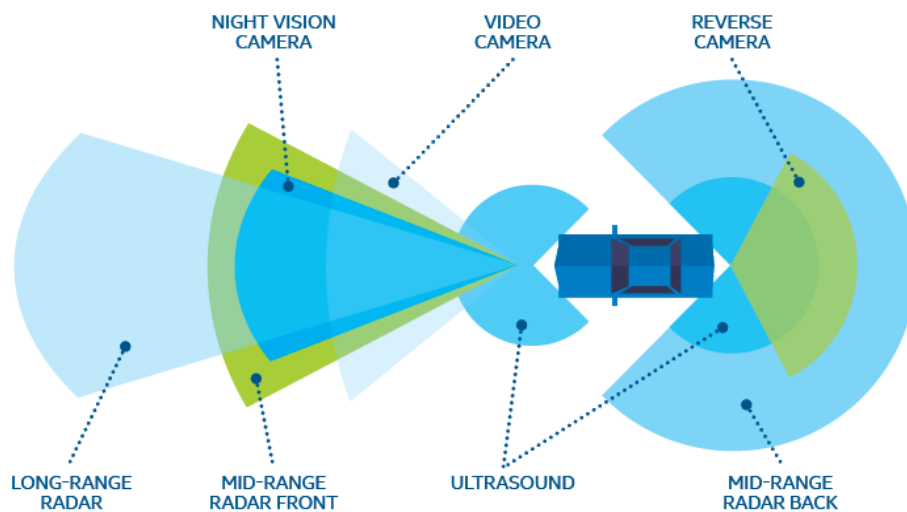 NIGHT VISION
CAMERA
VIDEO
CAMERA
REVERSE
CAMERA
LONG-RANGE
RADAR
MID-RANGE
RADAR FRONT
ULTRASOUND
MID-RANGE
RADAR BACK